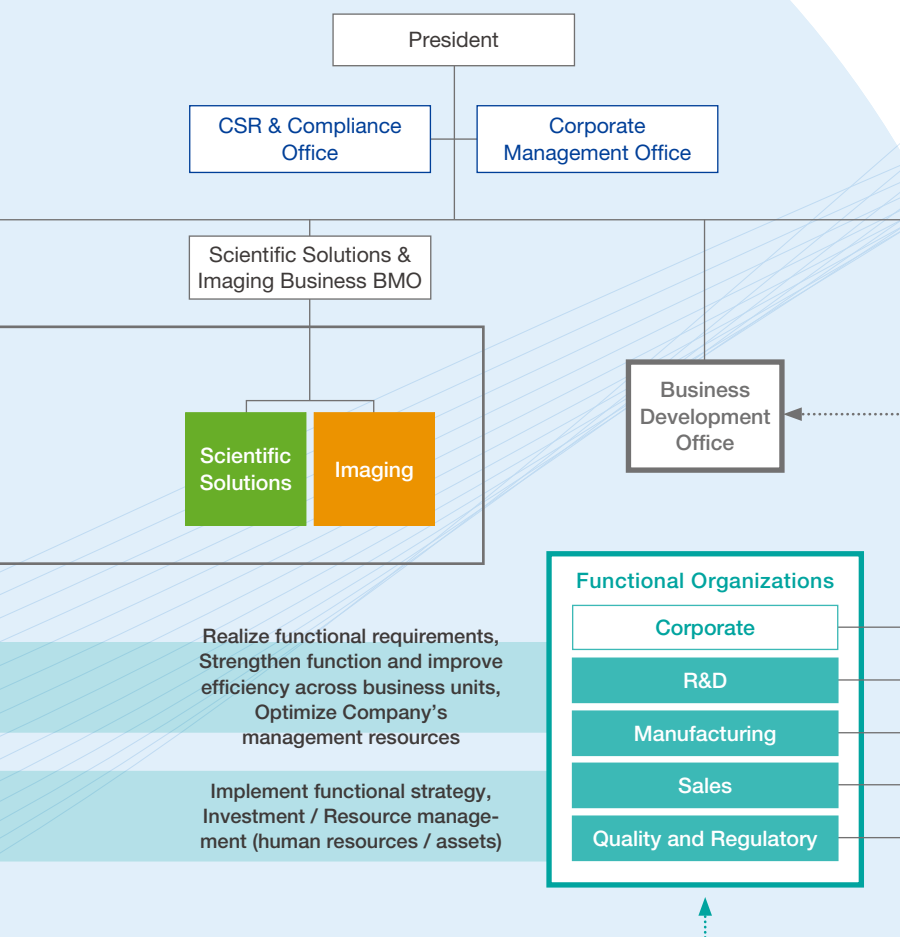 President
CSR & Compliance
Office
Corporate
Management Office
Scientific Solutions &
Imaging Business BMO
Business
Development
Office
Scientific
Solutions
Imaging
Functional Organizations
Corporate
R&D
Manufacturing
Sales
Quality and Regulatory
Realize functional requirements,
Strengthen function and improve
efficiency across business units,
Optimize Company’s
management resources
Implement functional strategy,
Investment / Resource manage-
ment (human resources / assets)